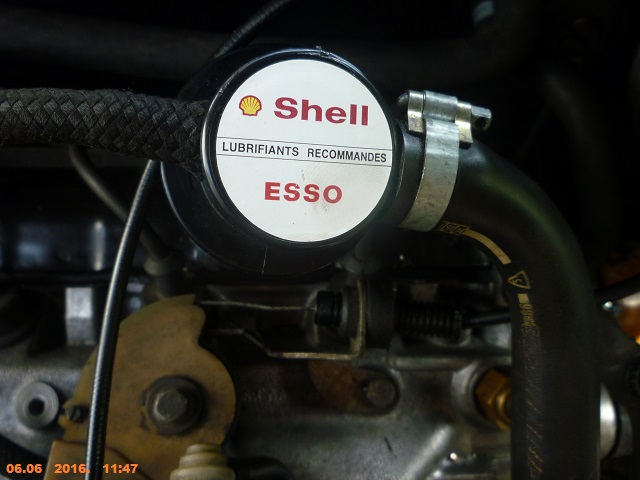 Shell
LUBRIFIANTS RECOMMANDES
ESSO
06.06 2016. 11:47